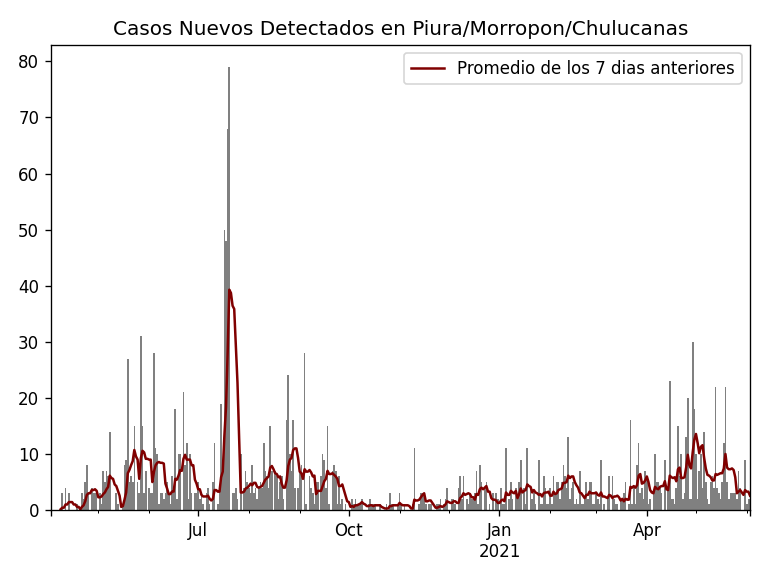 Casos Nuevos Detectados en Piura/Morropon/Chulucanas
Promedio de los 7 dias anteriores
80
70
60
50
40
30
20
10
0
Jul
Oct
Jan
2021
Apr